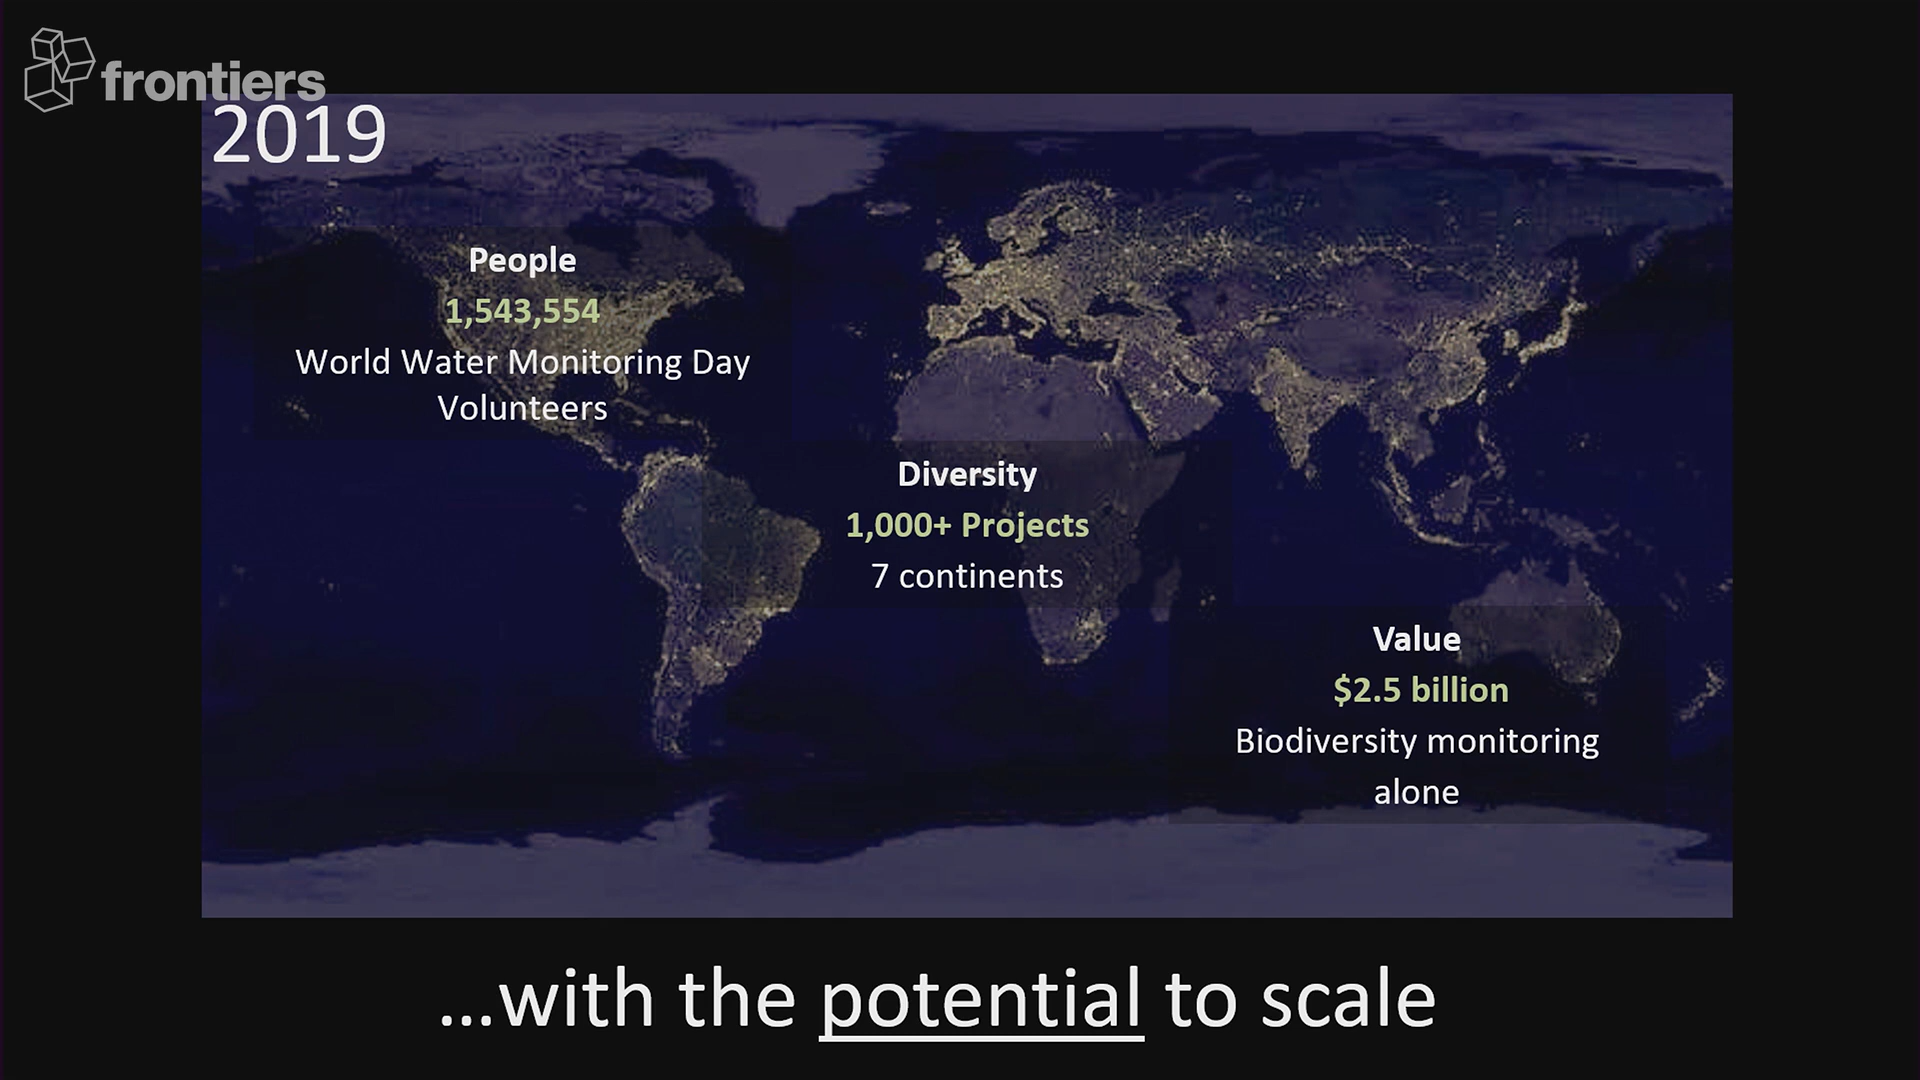 frontiers
2019
People
1,543,554
World Water Monitoring Day
Volunteers
Diversity
1,000+ Projects
7 continents
Value
$2.5 billion
Biodiversity monitoring
alone
...with the potential to scale